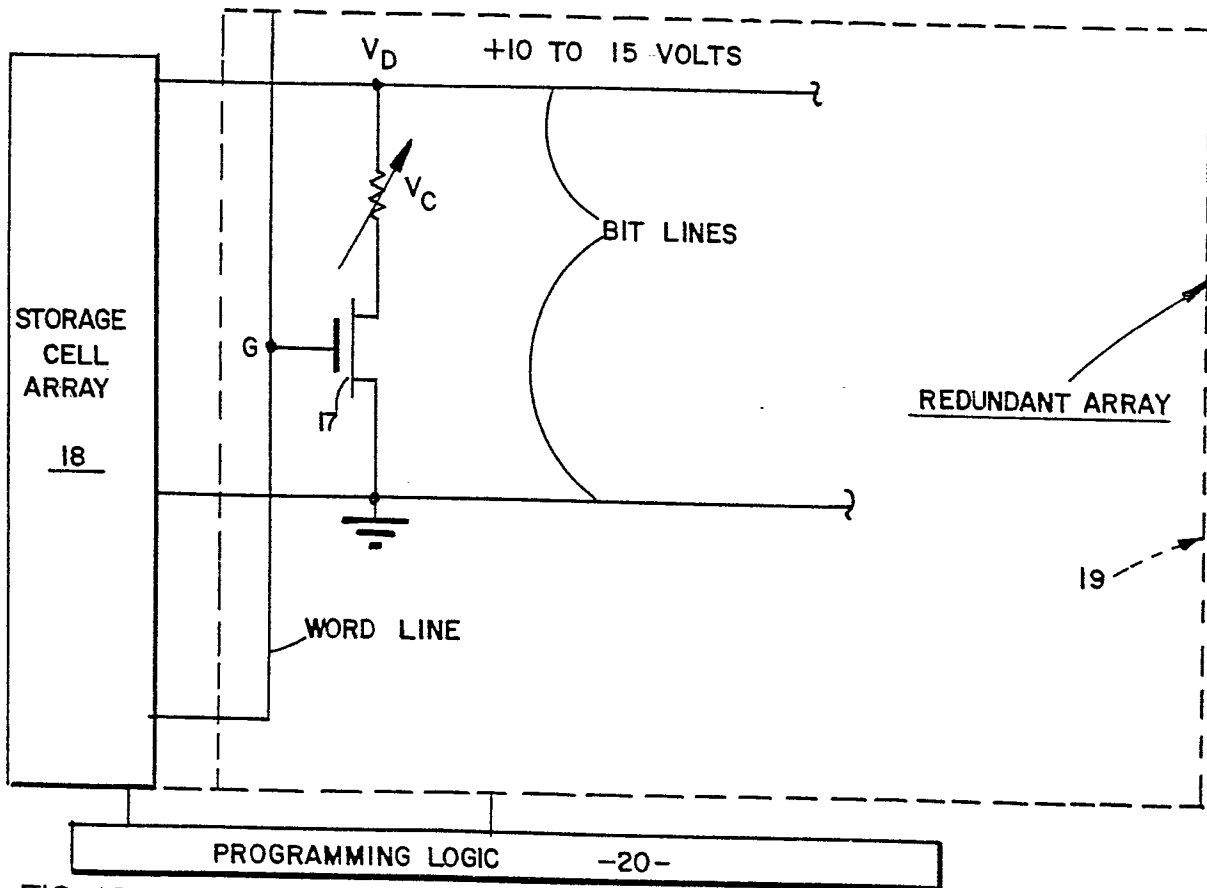 V_D
+10 TO 15 VOLTS
V_C
BIT LINES
STORAGE
CELL
ARRAY
18
G
17
REDUNDANT ARRAY
19
WORD LINE
PROGRAMMING LOGIC -20-